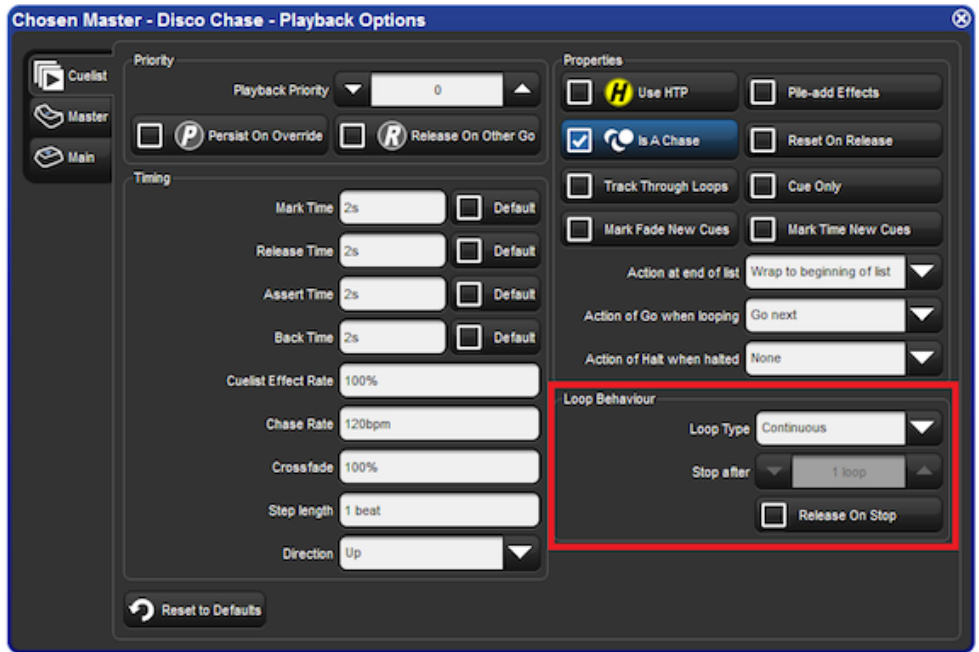 Chosen Master - Disco Chase - Playback Options
Cuelist
Master
Main
Priority
Playback Priority 0
P Persist On Override R Release On Other Go
Timing
Mark Time 2s Default
Release Time 2s Default
Assert Time 2s Default
Back Time 2s Default
Cuelist Effect Rate 100%
Chase Rate 120bpm
Crossfade 100%
Step length 1 beat
Direction Up
Reset to Defaults
Properties
H Use HTP Pile-add Effects
Is A Chase Reset On Release
Track Through Loops Cue Only
Mark Fade New Cues Mark Time New Cues
Action at end of list Wrap to beginning of list
Action of Go when looping Go next
Action of Halt when halted None
Loop Behaviour
Loop Type Continuous
Stop after 1 loop
Release On Stop